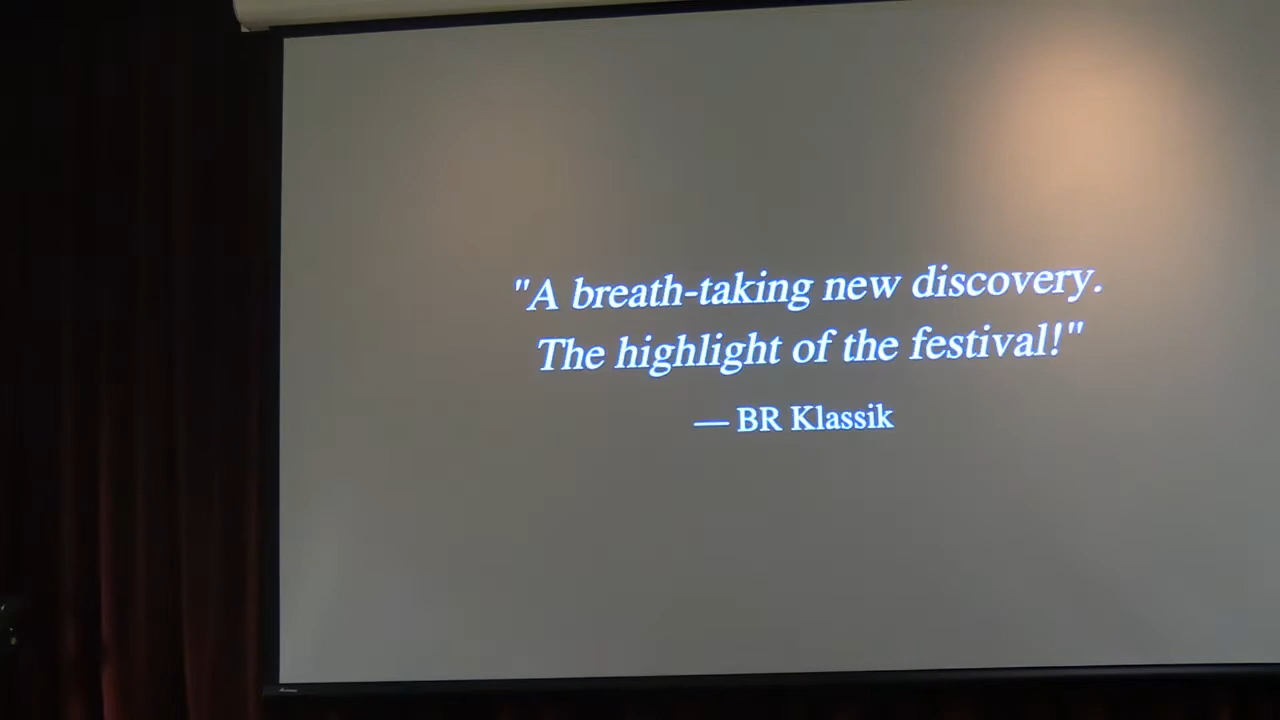 "A breath-taking new discovery.
The highlight of the festival!"
— BR Klassik